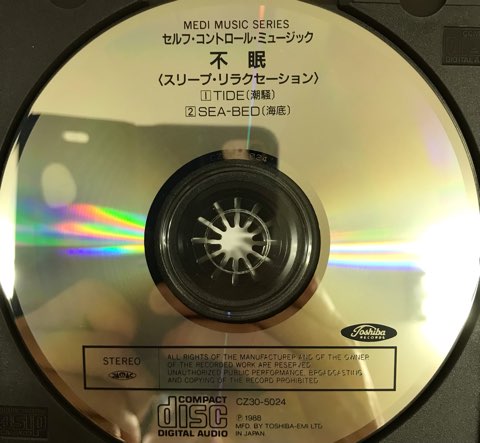 MEDI MUSIC SERIES
セルフ・コントロール・ミュージック
不眠
〈スリープ・リラクセーション〉
1 TIDE(潮騒)
2 SEA-BED(海底)
Toshiba
RECORDS
STEREO
ALL RIGHTS OF THE MANUFACTURER AND OF THE OWNER
OF THE RECORDED WORK ARE RESERVED
UNAUTHORIZED PUBLIC PERFORMANCE, BROADCASTING
AND COPYING OF THE RECORD PROHIBITED
JASRAC
COMPACT
disc
DIGITAL AUDIO
CZ30-5024
Ⓟ 1988
MFD. BY TOSHIBA-EMI LTD
IN JAPAN.